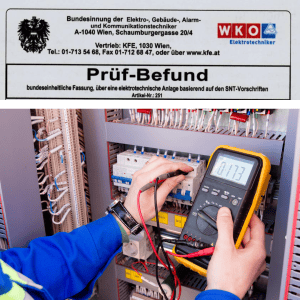 Bundesinnung der Elektro-, Gebäude-, Alarm-
und Kommunikationstechniker
A-1040 Wien, Schaumburgergasse 20/4
Vertrieb: KFE, 1030 Wien,
Tel.: 01-713 54 68, Fax 01-712 68 47, oder über www.kfe.at
WKO
Elektrotechniker
Prüf-Befund
bundeseinheitliche Fassung, über eine elektrotechnische Anlage basierend auf den SNT-Vorschriften
Artikel-Nr.: 251